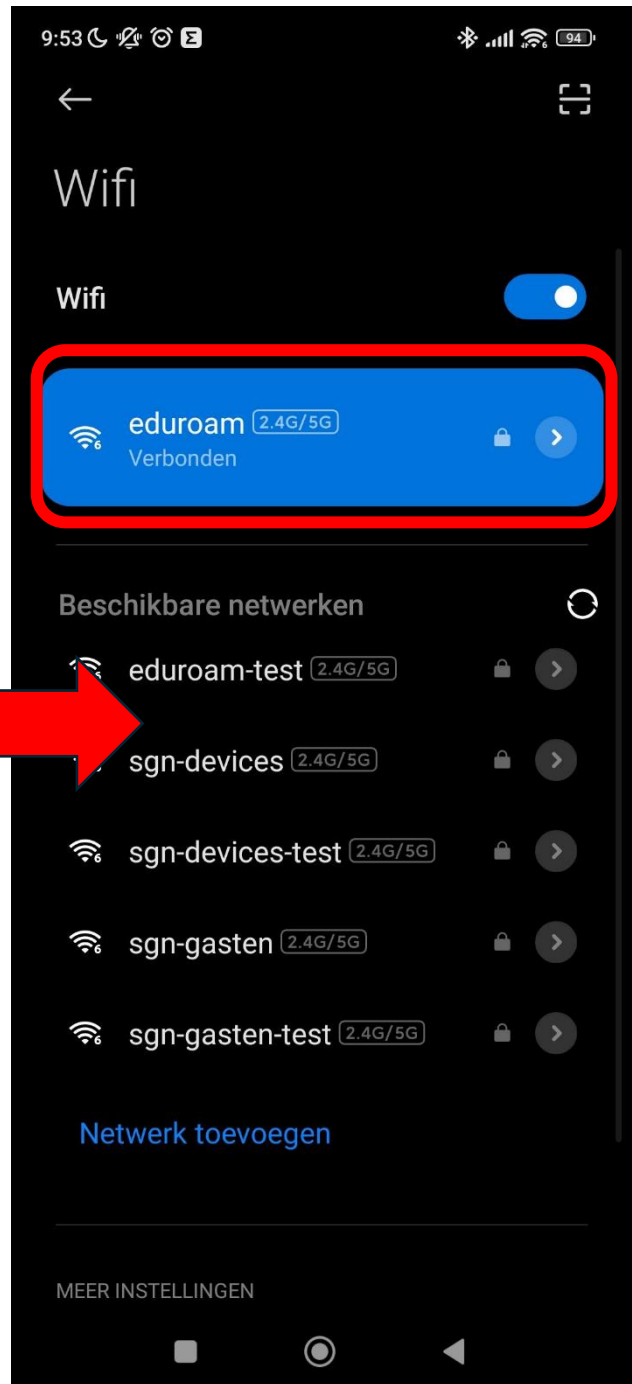 9:53
94
Wifi
Wifi
eduroam 2.4G/5G
Verbonden
Beschikbare netwerken
eduroam-test 2.4G/5G
sgn-devices 2.4G/5G
sgn-devices-test 2.4G/5G
sgn-gasten 2.4G/5G
sgn-gasten-test 2.4G/5G
Netwerk toevoegen
MEER INSTELLINGEN